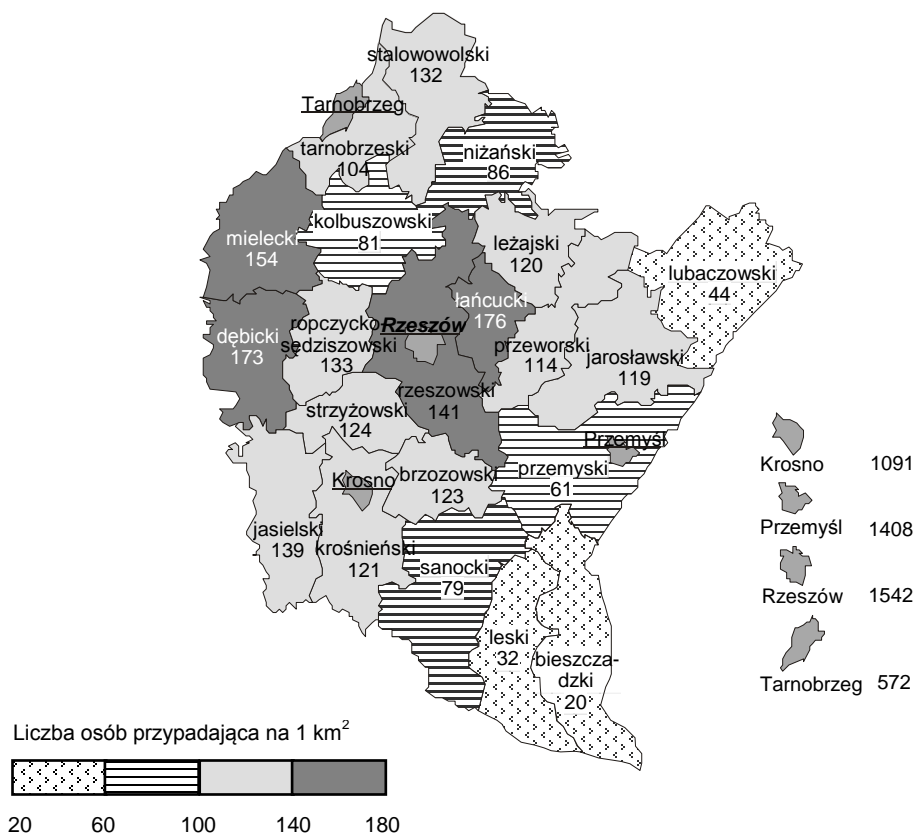 stalowowolski
132
Tarnobrzeg
tarnobrzeski
104
niżański
86
kolbuszowski
81
mielecki
154
leżajski
120
lubaczowski
44
łańcucki
176
ropczycko-
sędziszowski
133
Rzeszów
dębicki
173
przeworski
114
jarosławski
119
rzeszowski
141
strzyżowski
124
Przemyśl
przemyski
61
Krosno
brzozowski
123
jasielski
139
krośnieński
121
sanocki
79
leski
32
bieszcza-
dzki
20
Krosno 1091
Przemyśl 1408
Rzeszów 1542
Tarnobrzeg 572
Liczba osób przypadająca na 1 km²
20 60 100 140 180